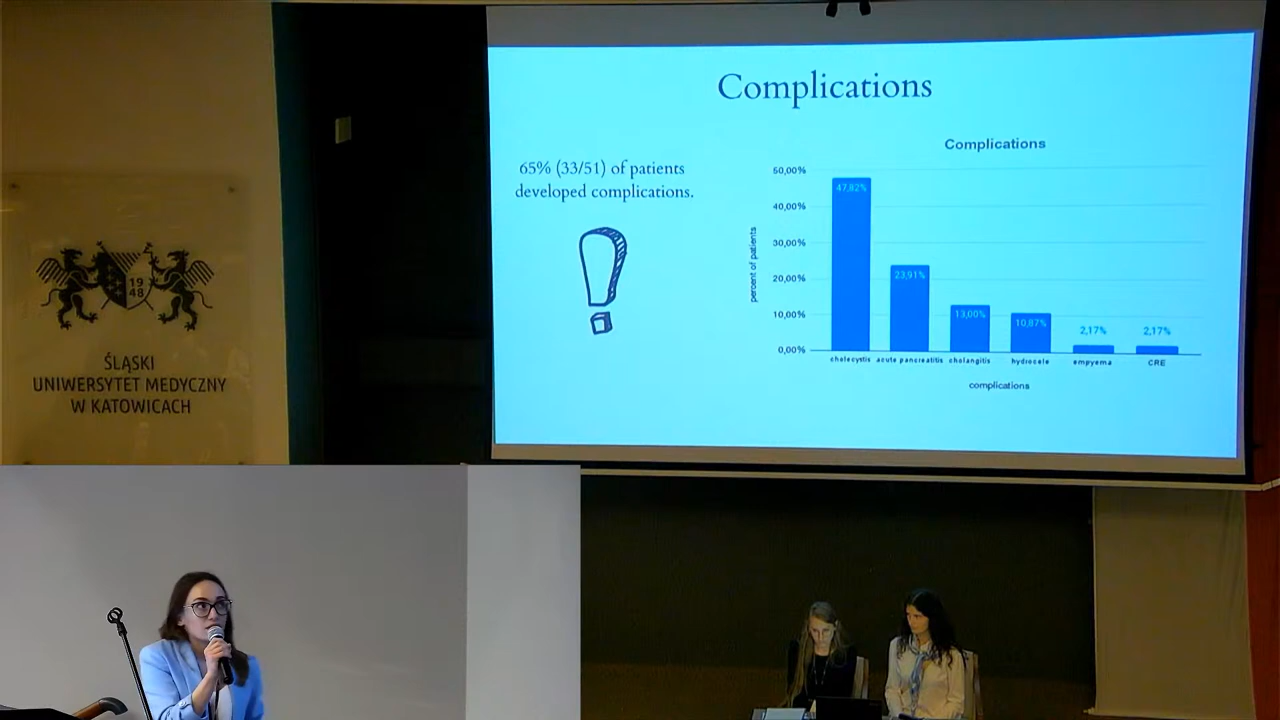 Complications
65% (33/51) of patients
developed complications.
Complications
50,00%
40,00%
30,00%
20,00%
10,00%
0,00%
percent of patients
47,82%
23,91%
13,00%
10,87%
2,17%
2,17%
cholecystis
acute pancreatitis
cholangitis
hydrocele
empyema
CRE
complications
19
48
ŚLĄSKI
UNIWERSYTET MEDYCZNY
W KATOWICACH